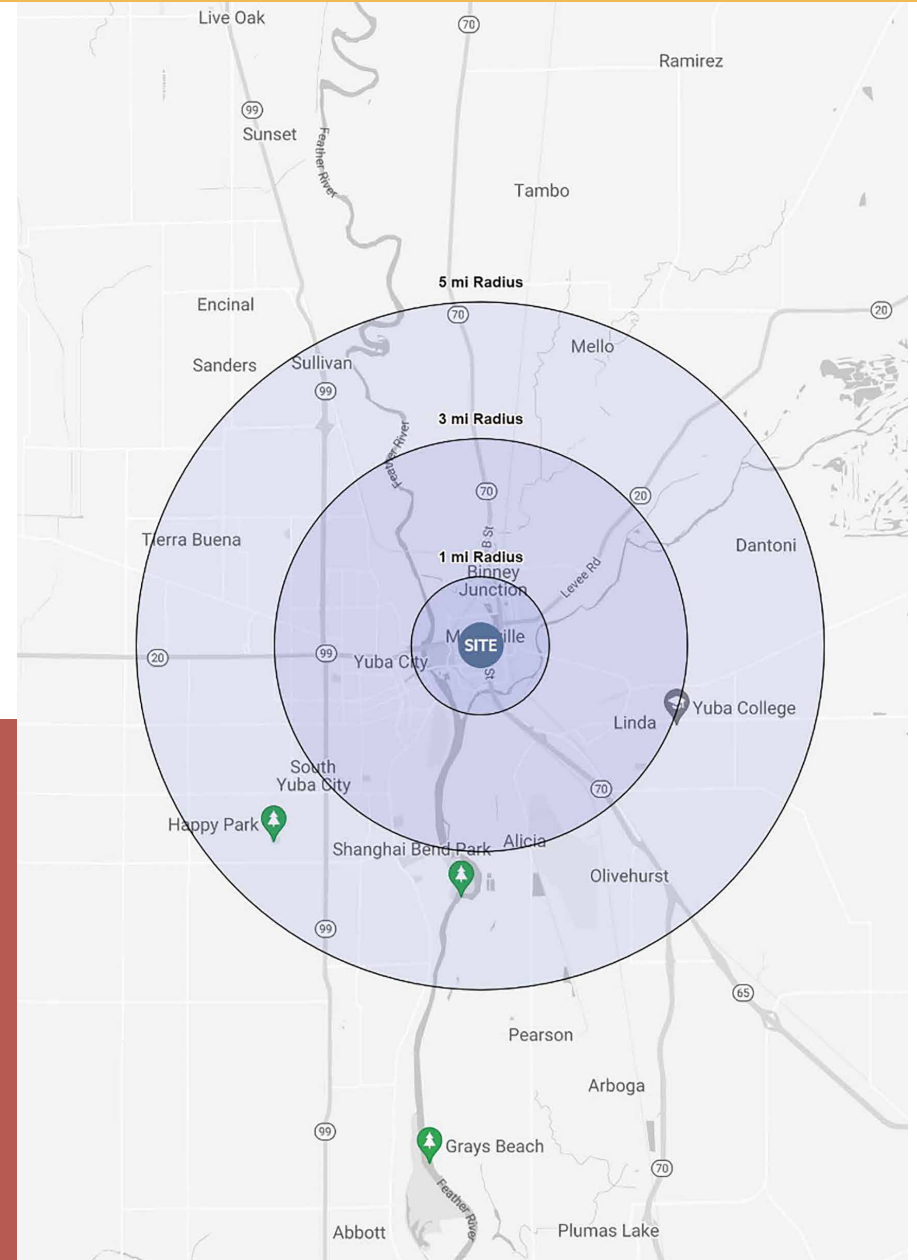 Live Oak
70
Ramirez
99
Sunset
Feather River
Tambo
5 mi Radius
Encinal
70
20
Mello
Sanders
Sullivan
99
3 mi Radius
Feather River
70
20
B St
Tierra Buena
Dantoni
1 mi Radius
Binney
Junction
Levee Rd
SITE
20
99
Yuba City
St
Linda
Yuba College
South
Yuba City
70
Happy Park
Alicia
Shanghai Bend Park
Olivehurst
99
65
Pearson
Arboga
99
Grays Beach
70
Feather River
Abbott
Plumas Lake